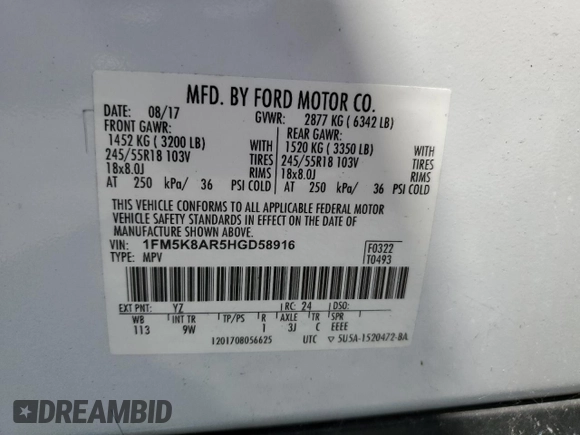 MFD. BY FORD MOTOR CO.
DATE: 08/17 GVWR: 2877 KG ( 6342 LB)
FRONT GAWR: REAR GAWR:
1452 KG ( 3200 LB) 1520 KG ( 3350 LB)
245/55R18 103V TIRES 245/55R18 103V TIRES
18x8.0J RIMS 18x8.0J RIMS
AT 250 kPa/ 36 PSI COLD AT 250 kPa/ 36 PSI COLD
THIS VEHICLE CONFORMS TO ALL APPLICABLE FEDERAL MOTOR
VEHICLE SAFETY STANDARDS IN EFFECT ON THE DATE OF
MANUFACTURE SHOWN ABOVE.
VIN: 1FM5K8AR5HGD58916 F0322
TYPE: MPV T0493
EXT PNT: YZ RC: 24 DSO:
WB INT TR TP/PS R AXLE TR SPR
113 9W 1 3J C EEEE
1201708056625 UTC ▽ 5U5A-1520472-8A
DREAMBID